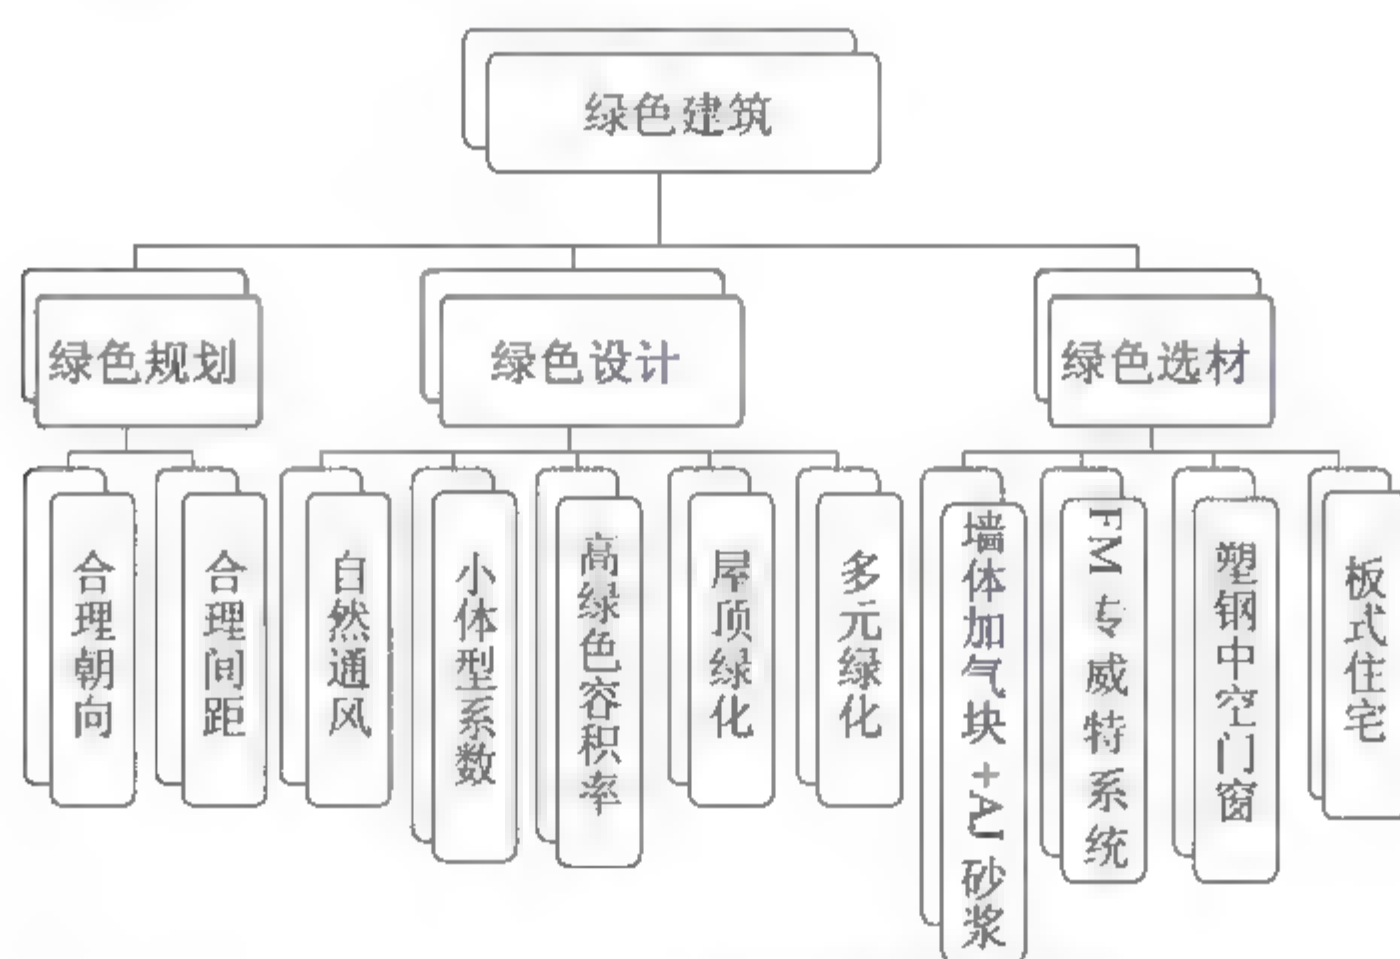 绿色建筑
绿色规划
绿色设计
绿色选材
合理朝向
合理间距
自然通风
小体型系数
高绿色容积率
屋顶绿化
多元绿化
墙体加气块+AJ砂浆
FM专威特系统
塑钢中空门窗
板式住宅